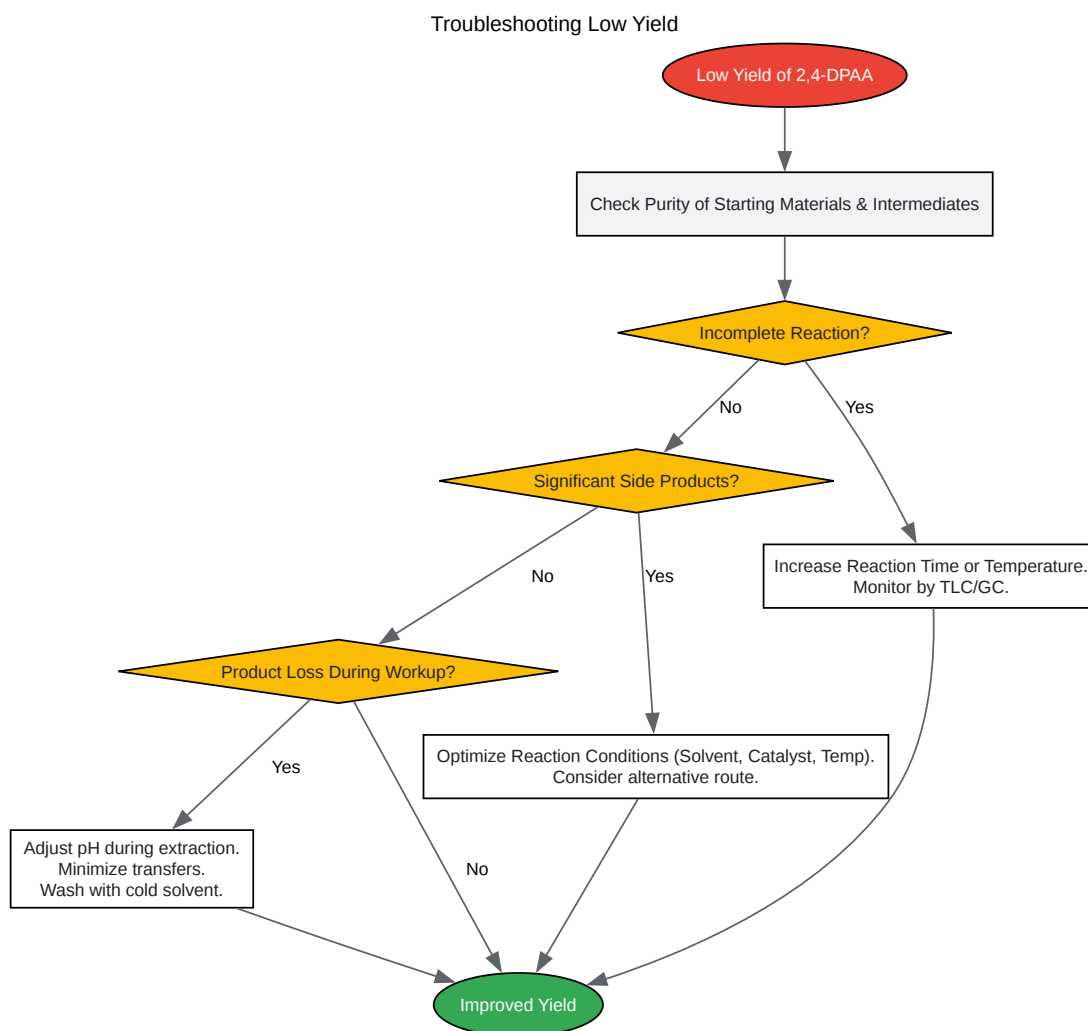 Troubleshooting Low Yield
Low Yield of 2,4-DPAA
Check Purity of Starting Materials & Intermediates
Incomplete Reaction?
No
Yes
Significant Side Products?
No
Yes
Increase Reaction Time or Temperature.
Monitor by TLC/GC.
Product Loss During Workup?
Yes
No
Optimize Reaction Conditions (Solvent, Catalyst, Temp).
Consider alternative route.
Adjust pH during extraction.
Minimize transfers.
Wash with cold solvent.
Improved Yield